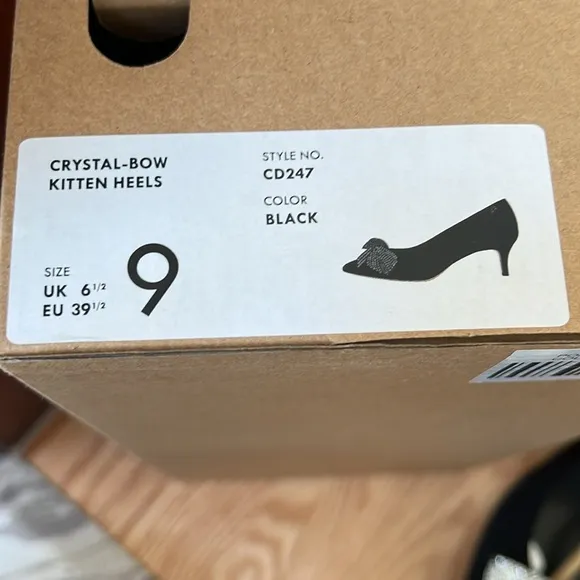 CRYSTAL-BOW
KITTEN HEELS
STYLE NO.
CD247
COLOR
BLACK
SIZE
UK 6 1/2
EU 39 1/2
9